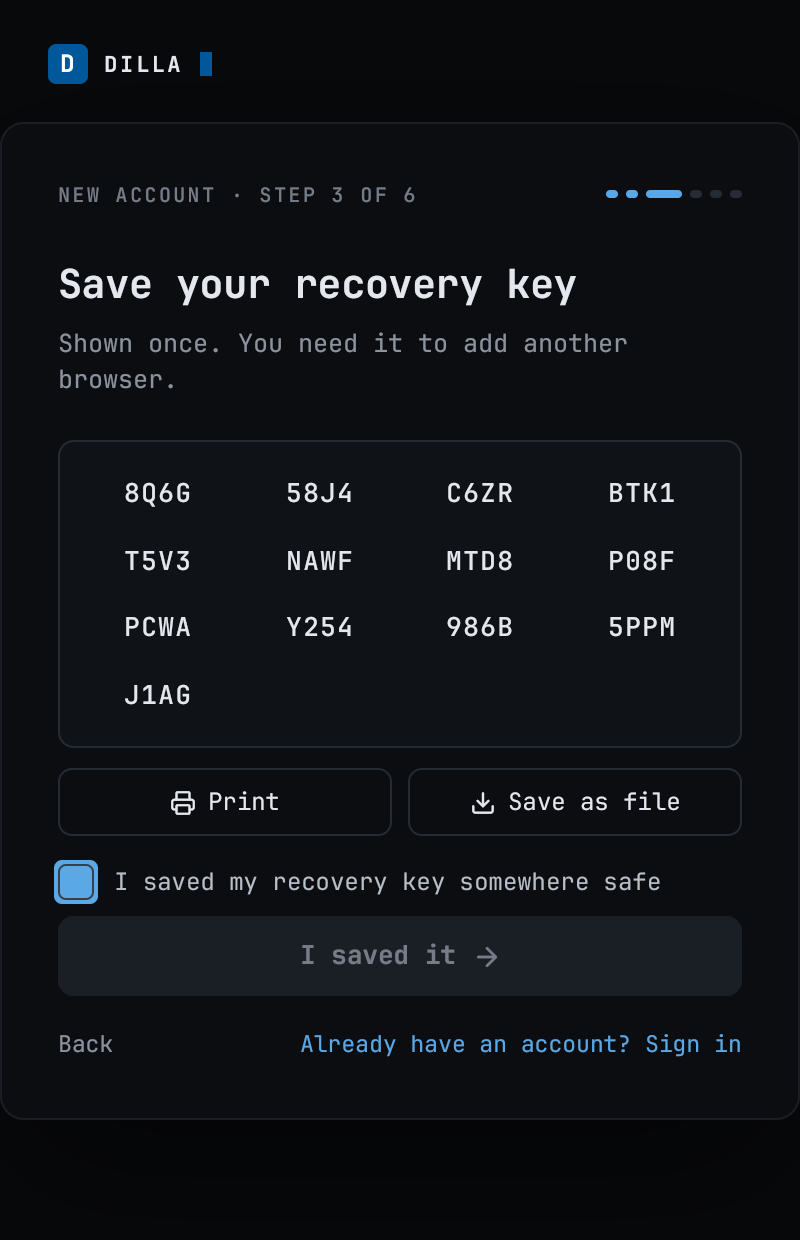 D DILLA
NEW ACCOUNT · STEP 3 OF 6
Save your recovery key
Shown once. You need it to add another
browser.
8Q6G 58J4 C6ZR BTK1
T5V3 NAWF MTD8 P08F
PCWA Y254 986B 5PPM
J1AG
Print Save as file
I saved my recovery key somewhere safe
I saved it →
Back Already have an account? Sign in